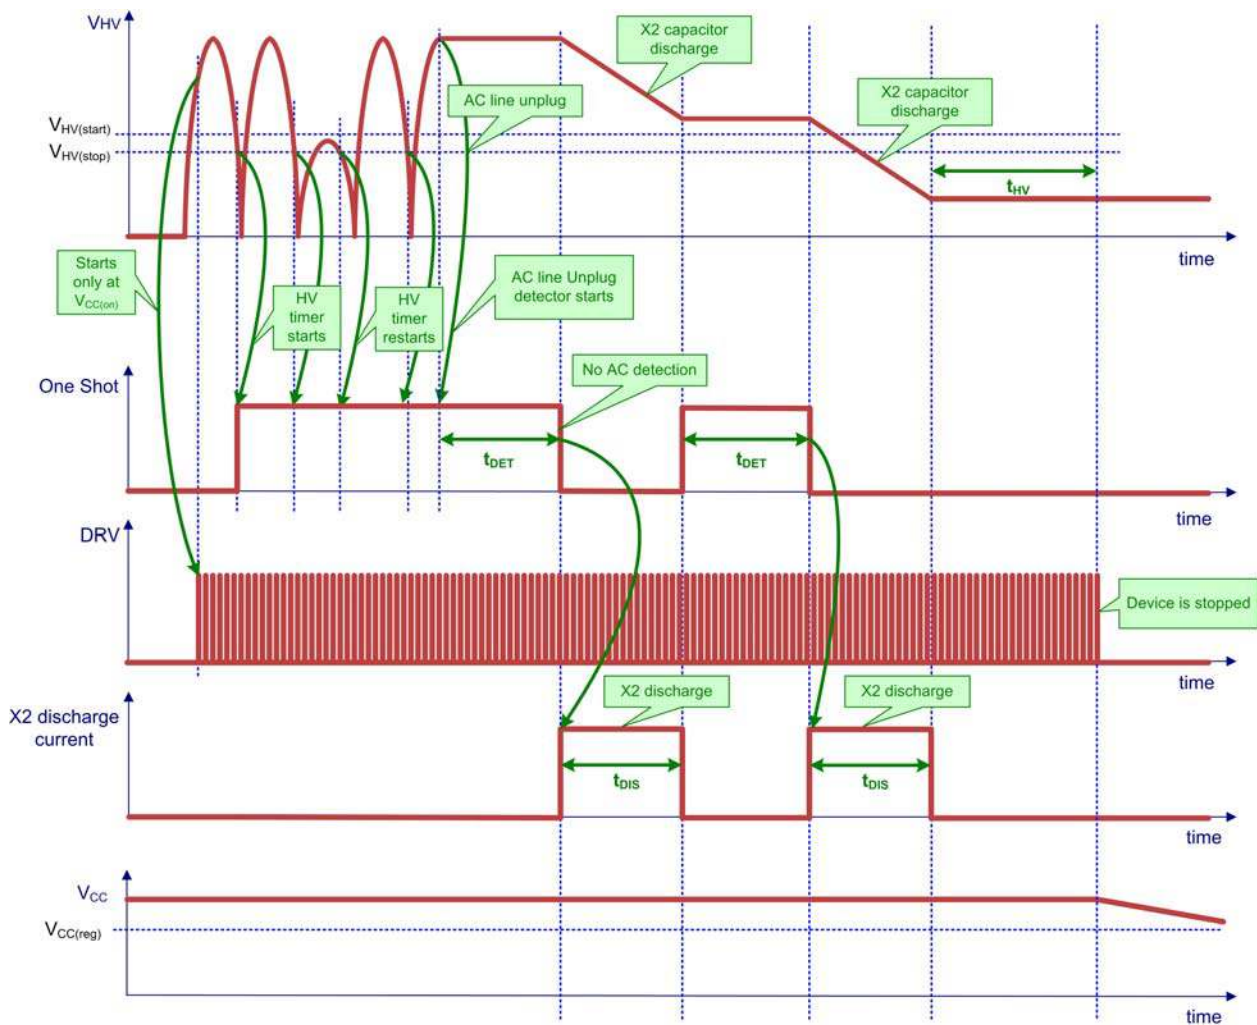 VHV
X2 capacitor
discharge
X2 capacitor
discharge
AC line unplug
VHV(start)
VHV(stop)
tHV
time
Starts
only at
VCC(on)
HV
timer
starts
HV
timer
restarts
AC line Unplug
detector starts
One Shot
No AC detection
tDET
tDET
time
DRV
Device is stopped
time
X2 discharge
current
X2 discharge
X2 discharge
tDIS
tDIS
time
VCC
VCC(reg)
time